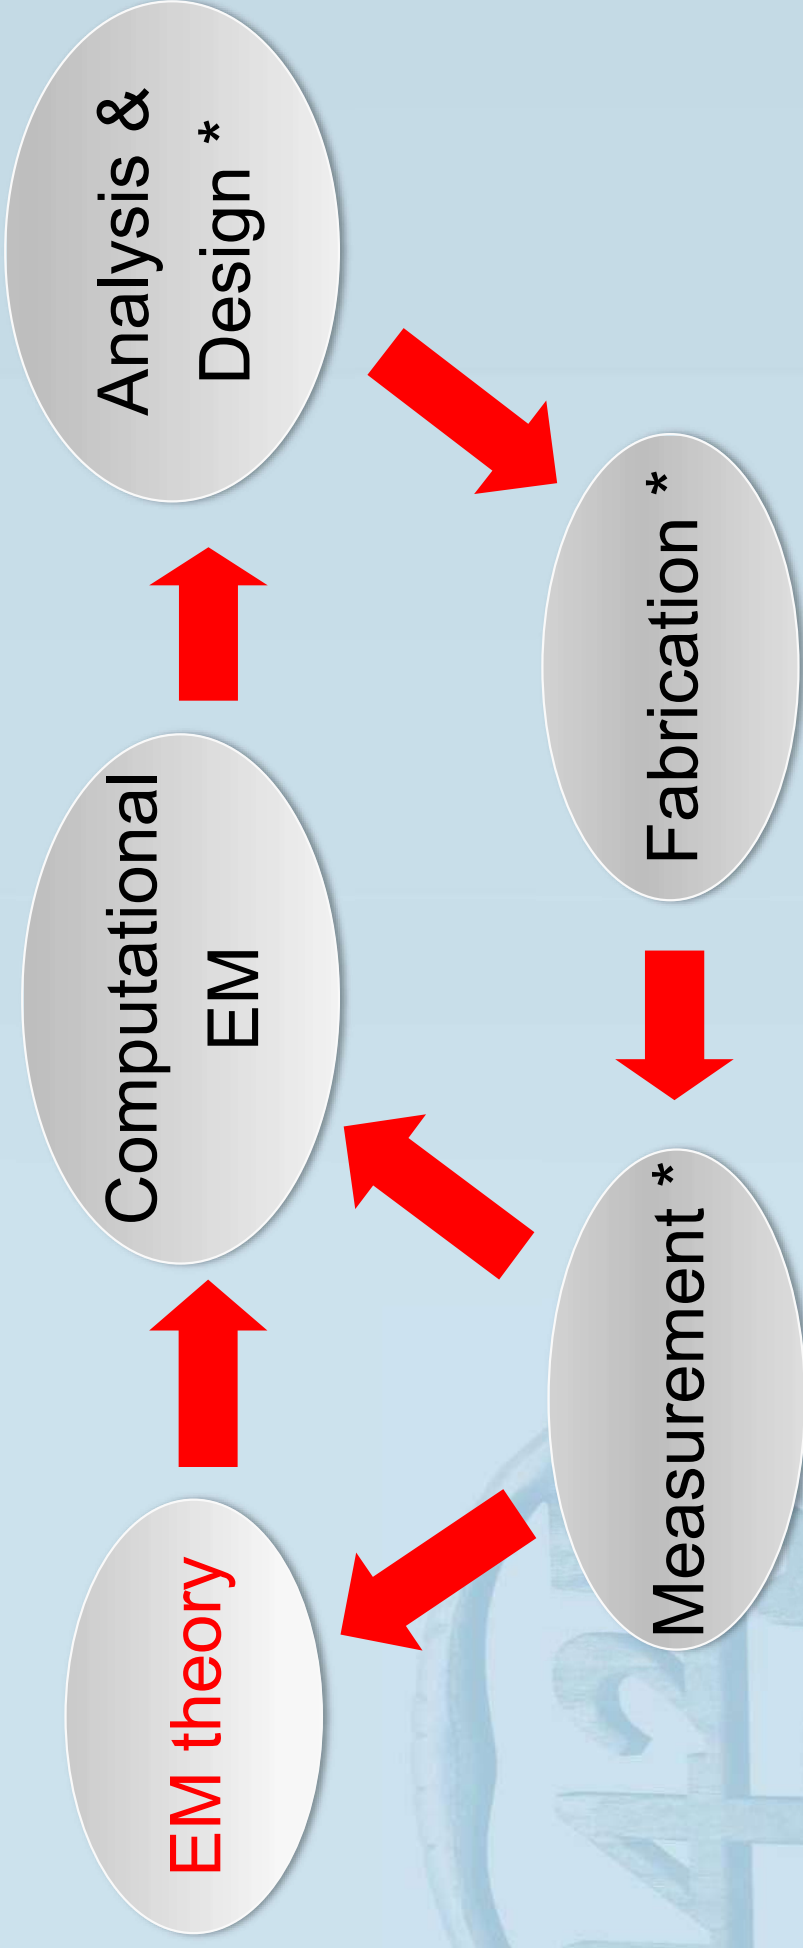 EM theory
Computational
EM
Analysis &
Design *
Measurement *
Fabrication *